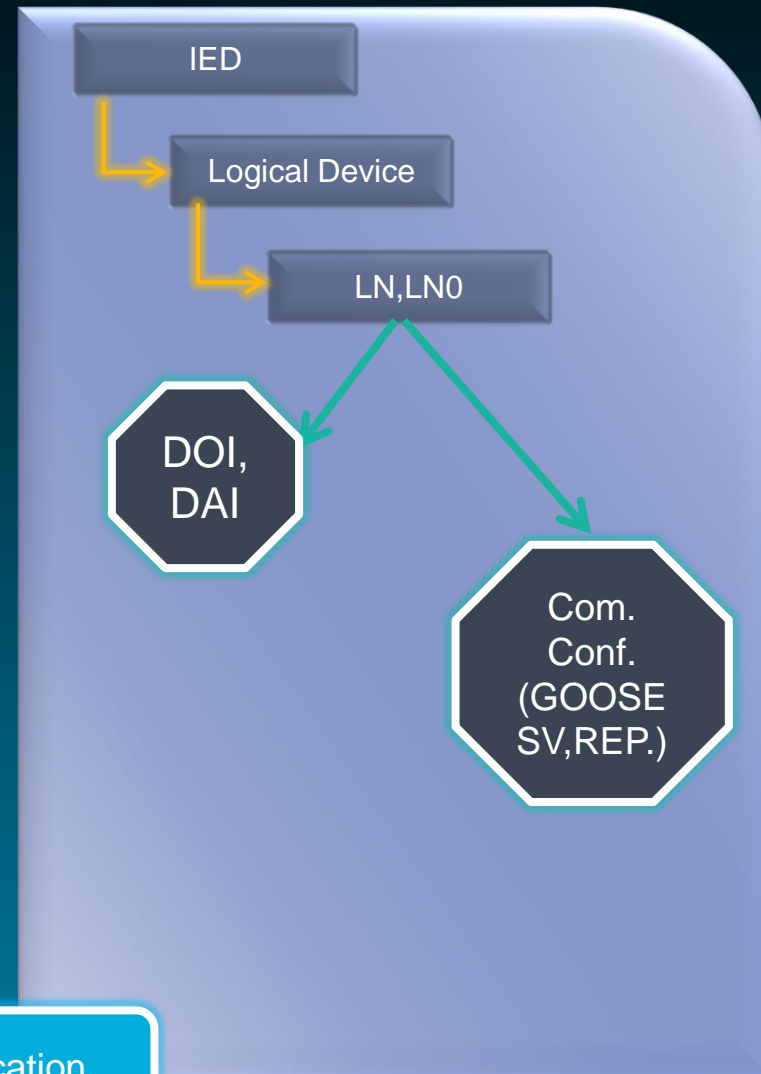 IED
Logical Device
LN,LN0
DOI,
DAI
Com.
Conf.
(GOOSE
SV,REP.)